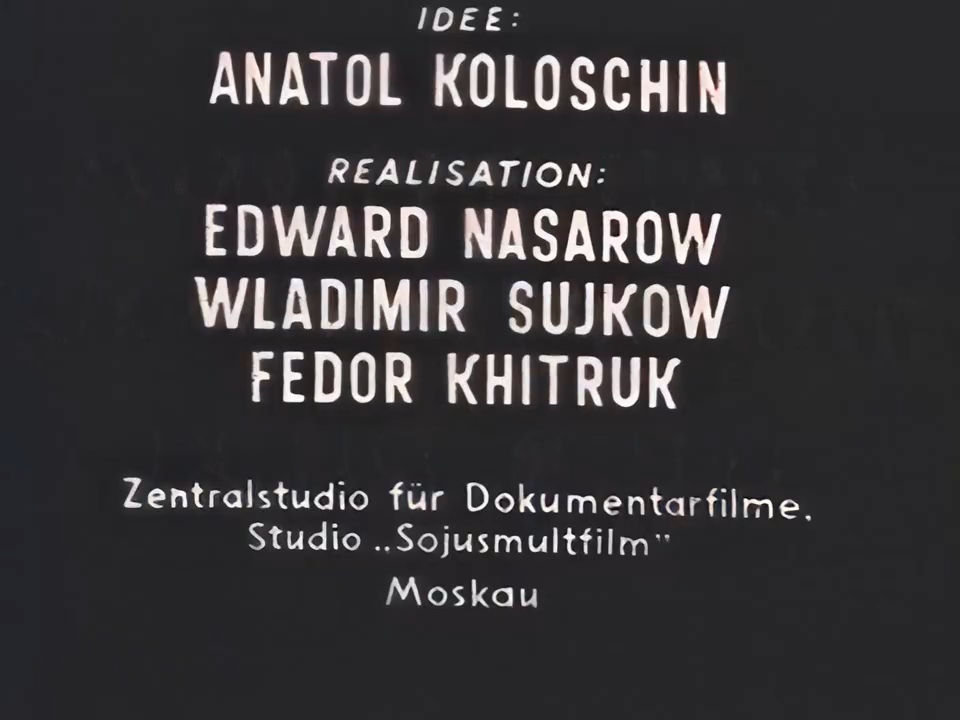 IDEE:
ANATOL KOLOSCHIN
REALISATION:
EDWARD NASAROW
WLADIMIR SUJKOW
FEDOR KHITRUK
Zentralstudio für Dokumentarfilme.
Studio „Sojusmultfilm"
Moskau